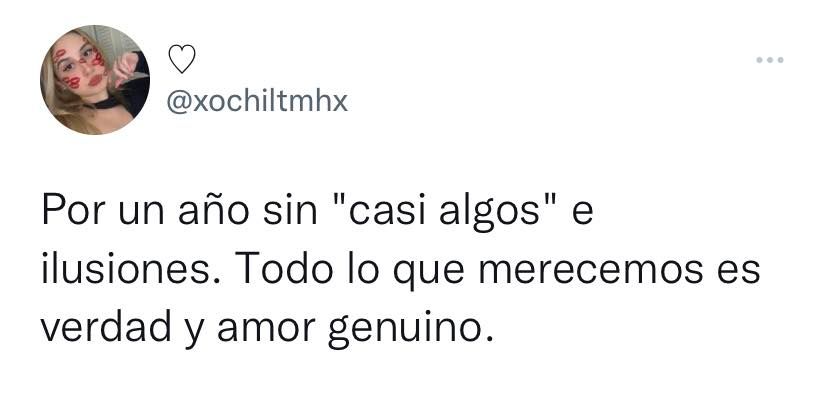 ♡
@xochiltmhx
Por un año sin "casi algos" e
ilusiones. Todo lo que merecemos es
verdad y amor genuino.